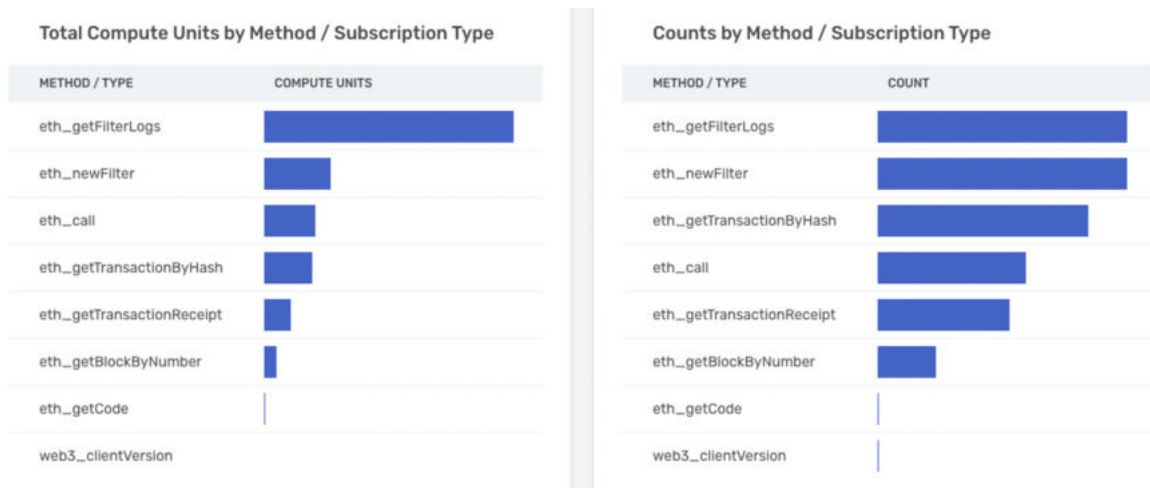 Total Compute Units by Method / Subscription Type
METHOD / TYPE COMPUTE UNITS
eth_getFilterLogs
eth_newFilter
eth_call
eth_getTransactionByHash
eth_getTransactionReceipt
eth_getBlockByNumber
eth_getCode
web3_clientVersion
Counts by Method / Subscription Type
METHOD / TYPE COUNT
eth_getFilterLogs
eth_newFilter
eth_getTransactionByHash
eth_call
eth_getTransactionReceipt
eth_getBlockByNumber
eth_getCode
web3_clientVersion